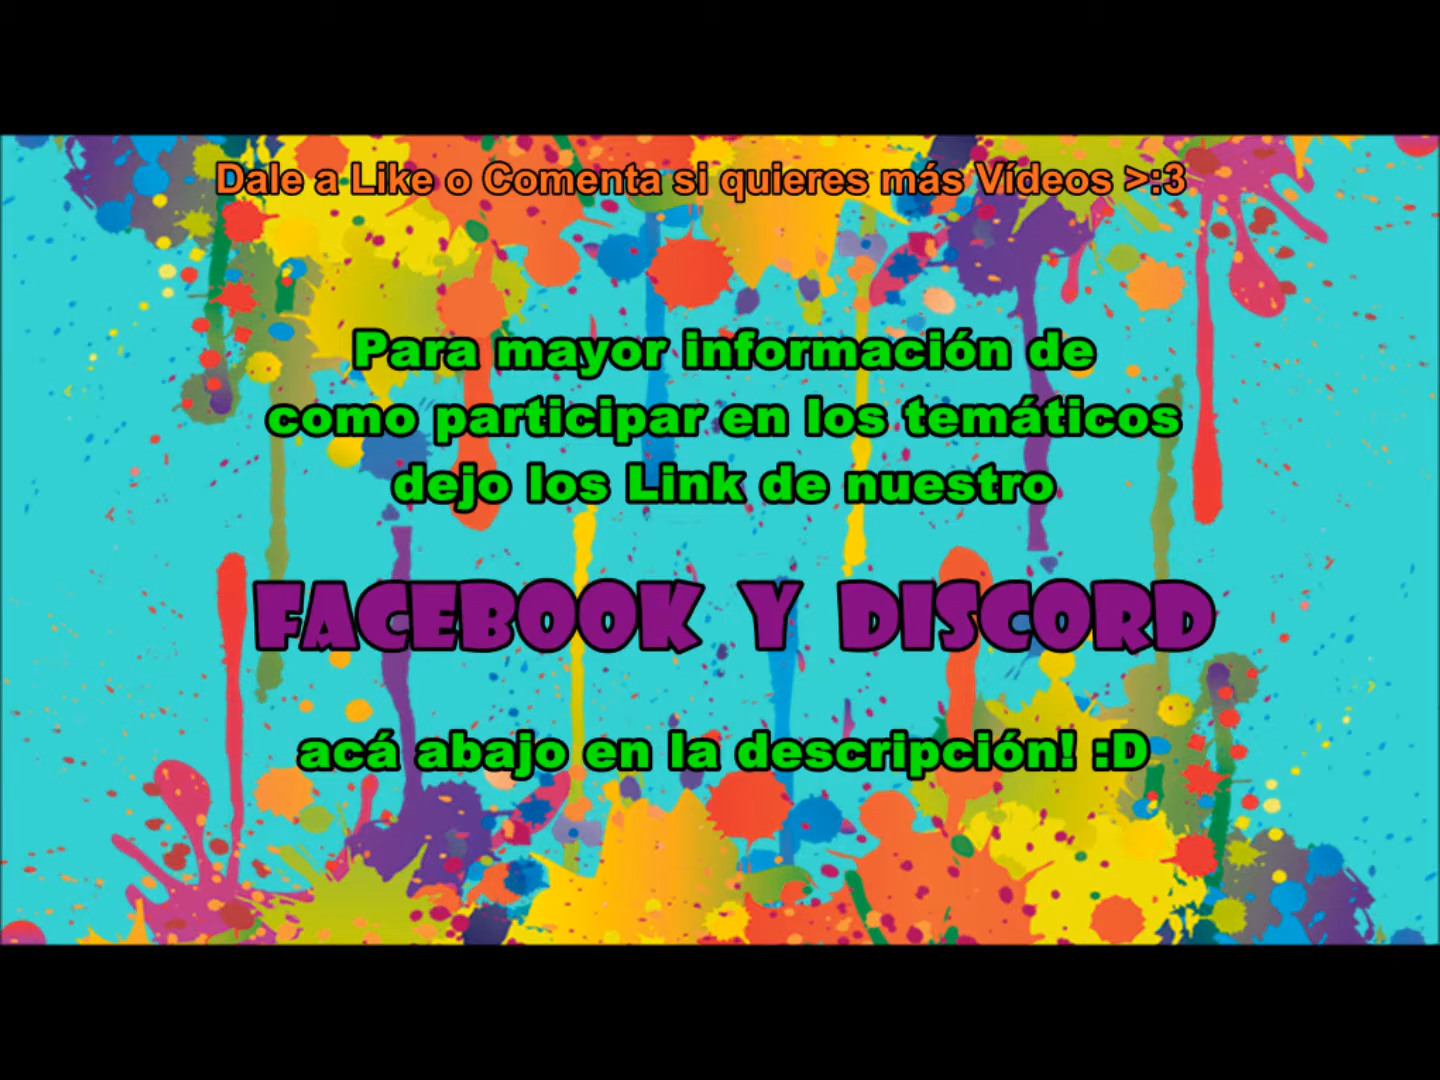 Dale a Like o Comenta si quieres más Vídeos >:3
Para mayor información de
como participar en los temáticos
dejo los Link de nuestro
FACEBOOK Y DISCORD
acá abajo en la descripción! :D